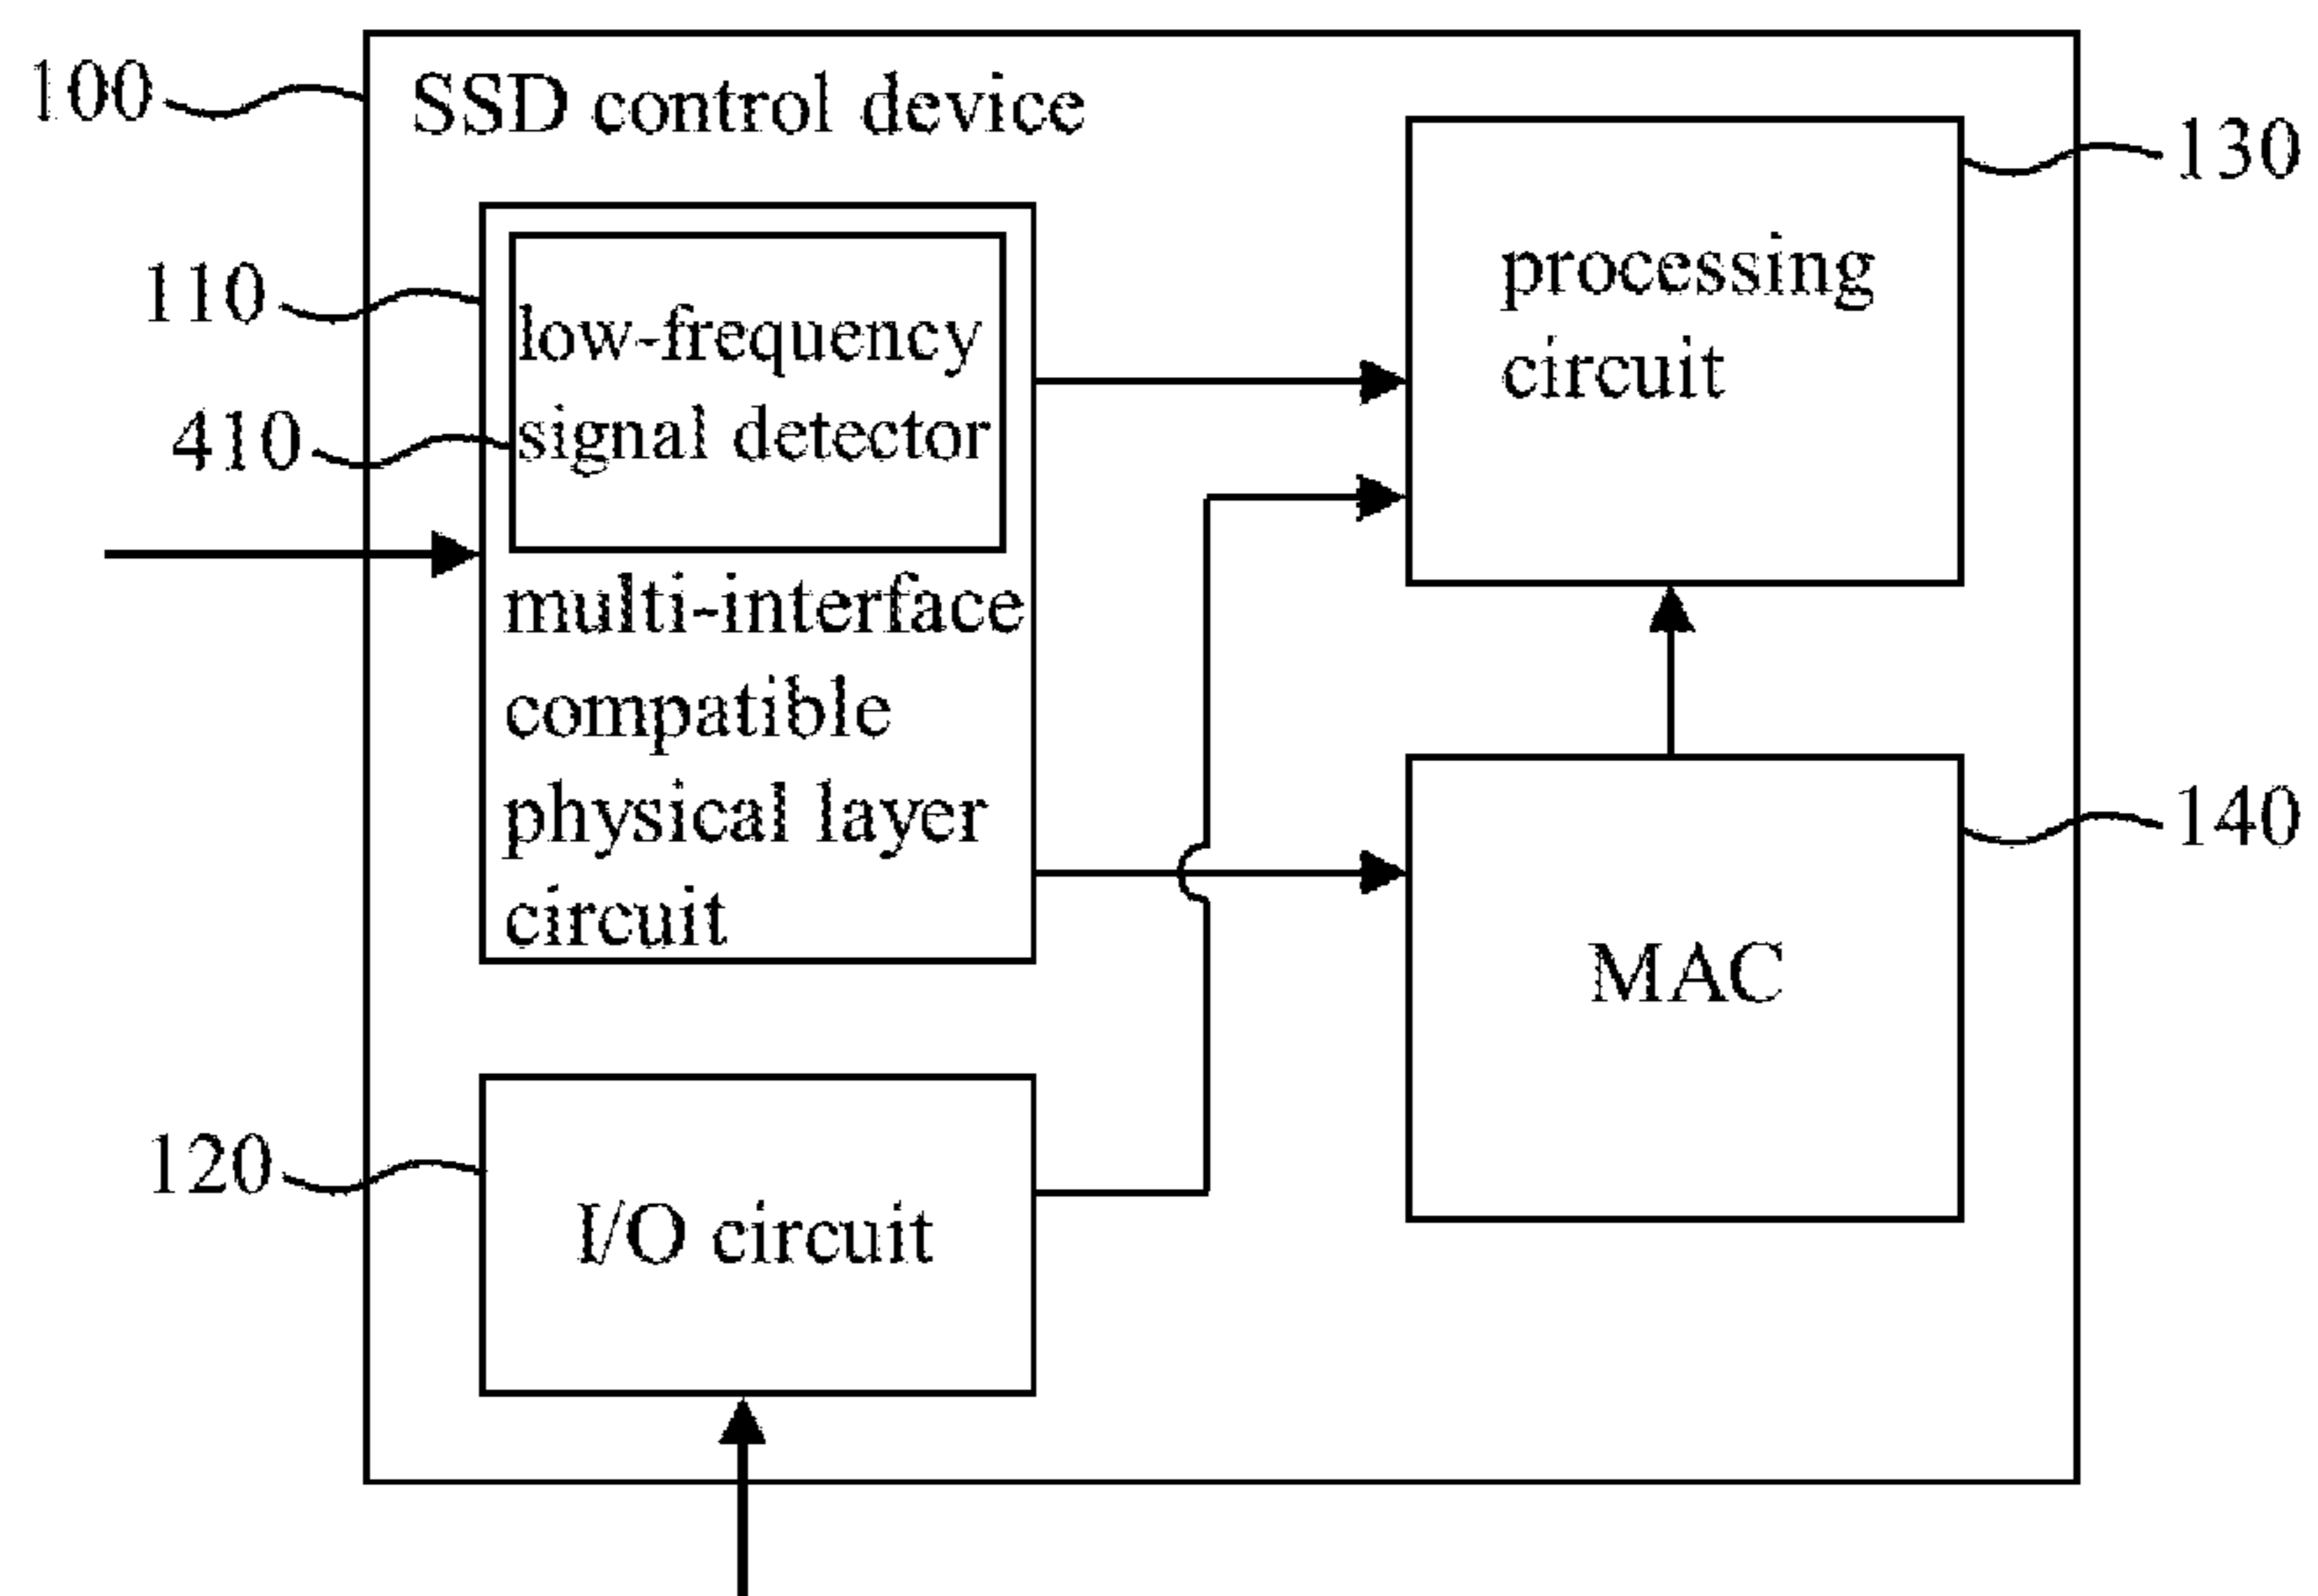 100
SSD control device
130
110
low-frequency
signal detector
410
processing
circuit
multi-interface
compatible
physical layer
circuit
140
MAC
120
I/O circuit